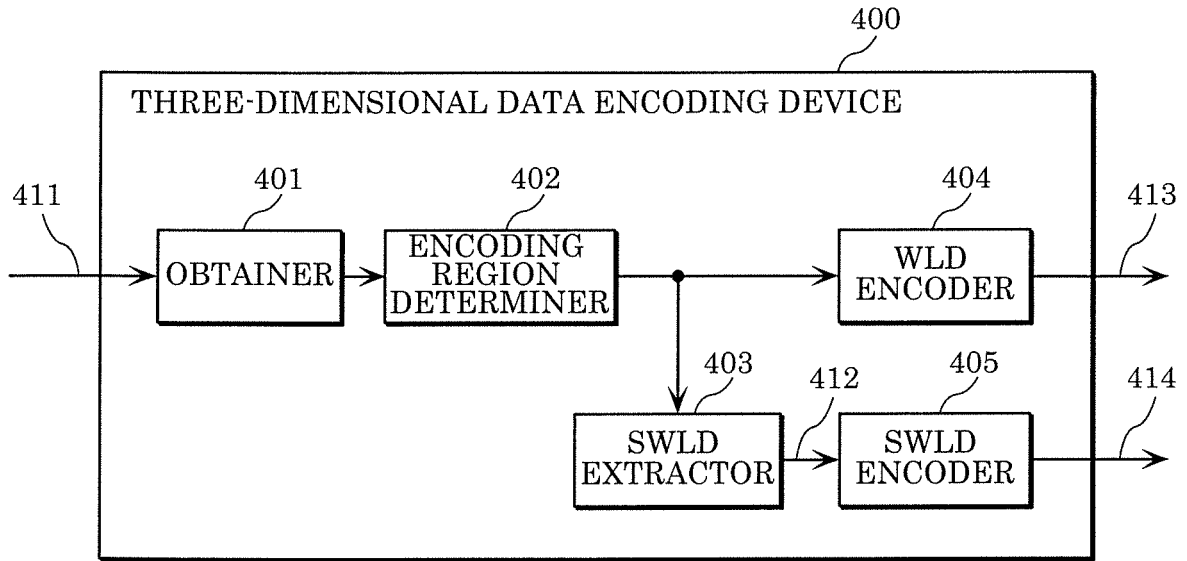 400
THREE-DIMENSIONAL DATA ENCODING DEVICE
411
401
402
404
413
OBTAINER
ENCODING
REGION
DETERMINER
WLD
ENCODER
403
412
405
414
SWLD
EXTRACTOR
SWLD
ENCODER